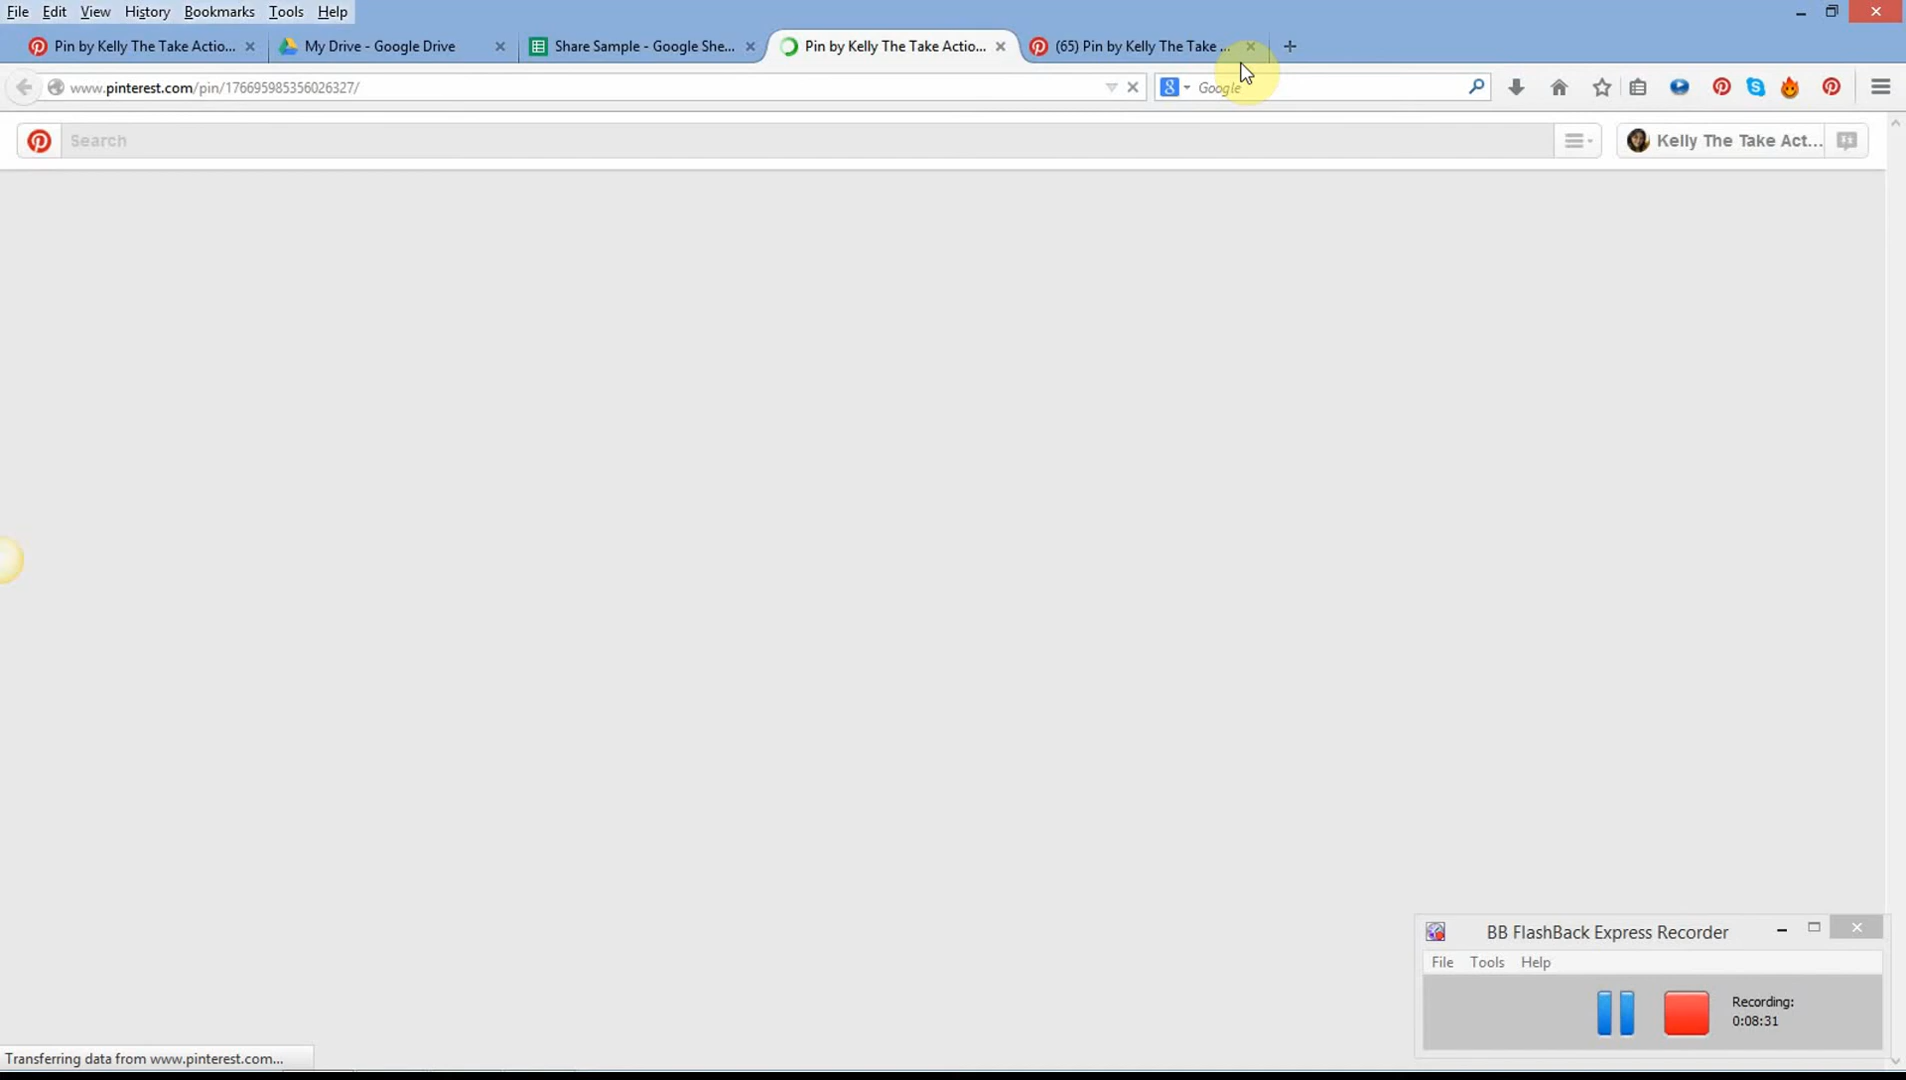 File Edit View History Bookmarks Tools Help
Pin by Kelly The Take Actio... My Drive - Google Drive Share Sample - Google She... Pin by Kelly The Take Actio... (65) Pin by Kelly The Take ...
www.pinterest.com/pin/176695985356026327/ Google
Search Kelly The Take Act...
BB FlashBack Express Recorder
File Tools Help
Recording:
0:08:31
Transferring data from www.pinterest.com...